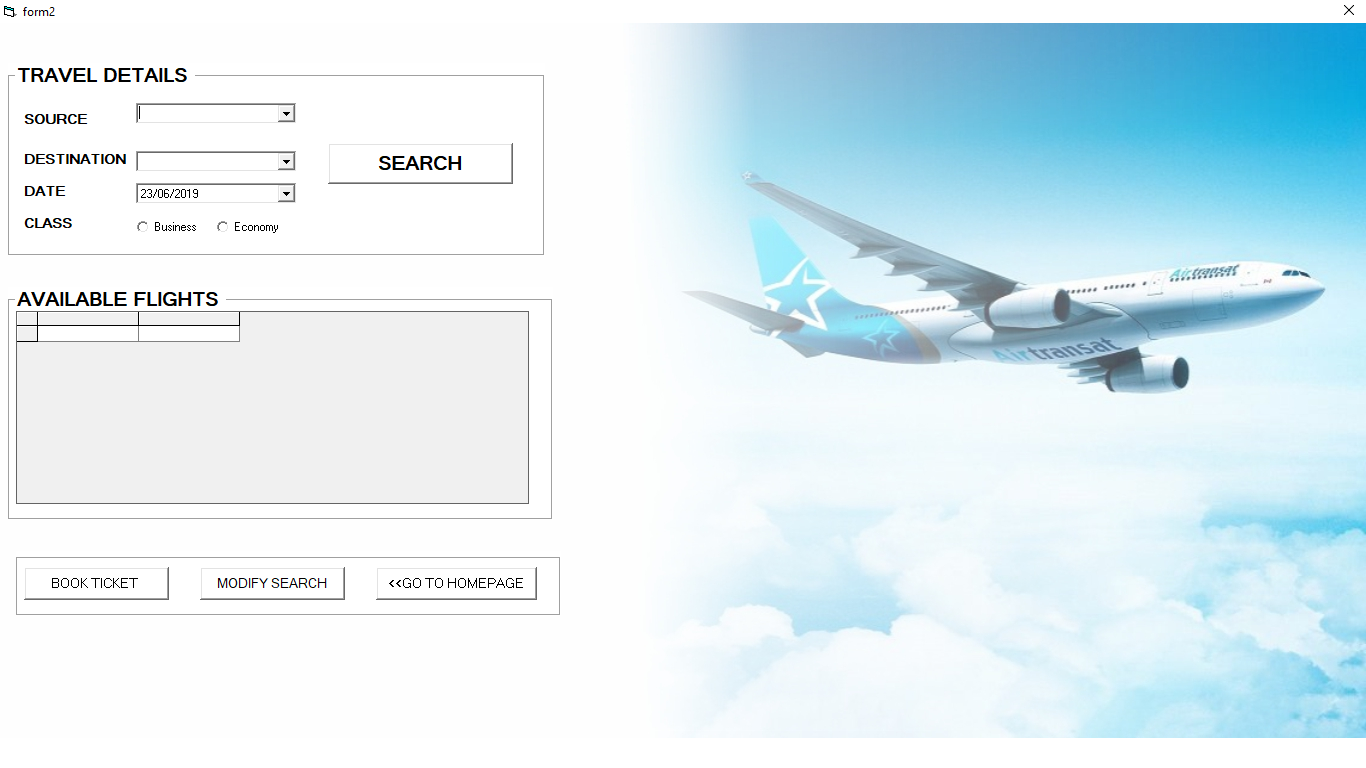 form2
TRAVEL DETAILS
SOURCE
DESTINATION
SEARCH
DATE
23/06/2019
CLASS
Business
Economy
AVAILABLE FLIGHTS
BOOK TICKET
MODIFY SEARCH
<<GO TO HOMEPAGE
Airtransat
Airtransat